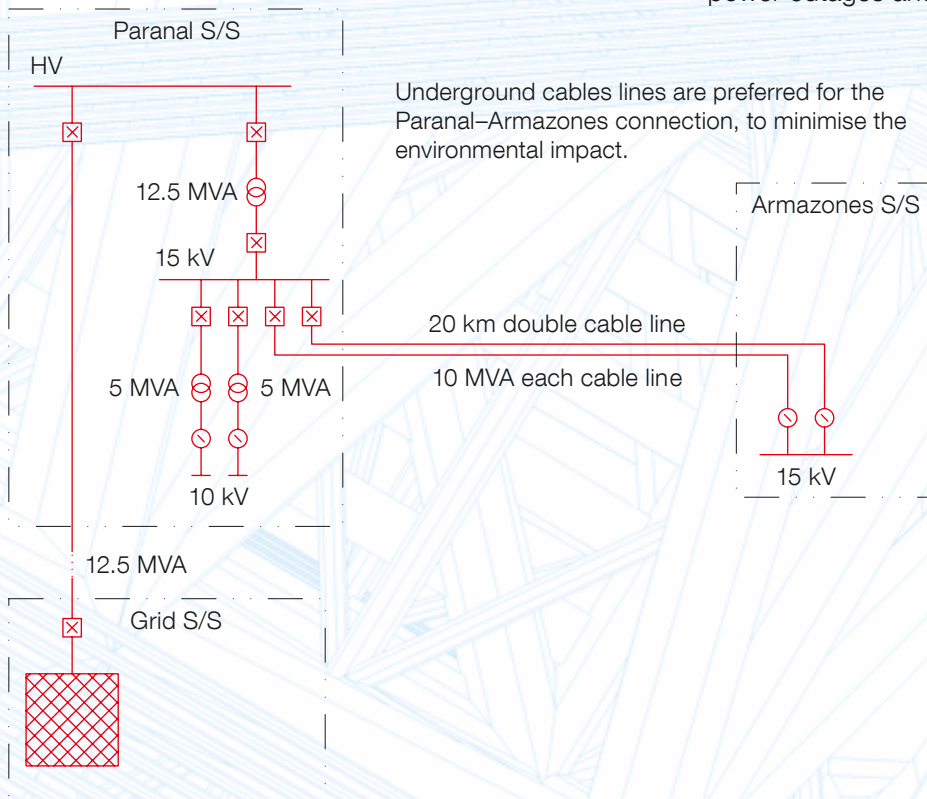 Paranal S/S
HV
Underground cables lines are preferred for the
Paranal–Armazones connection, to minimise the
environmental impact.
12.5 MVA
Armazones S/S
15 kV
20 km double cable line
5 MVA
5 MVA
10 MVA each cable line
15 kV
10 kV
12.5 MVA
Grid S/S